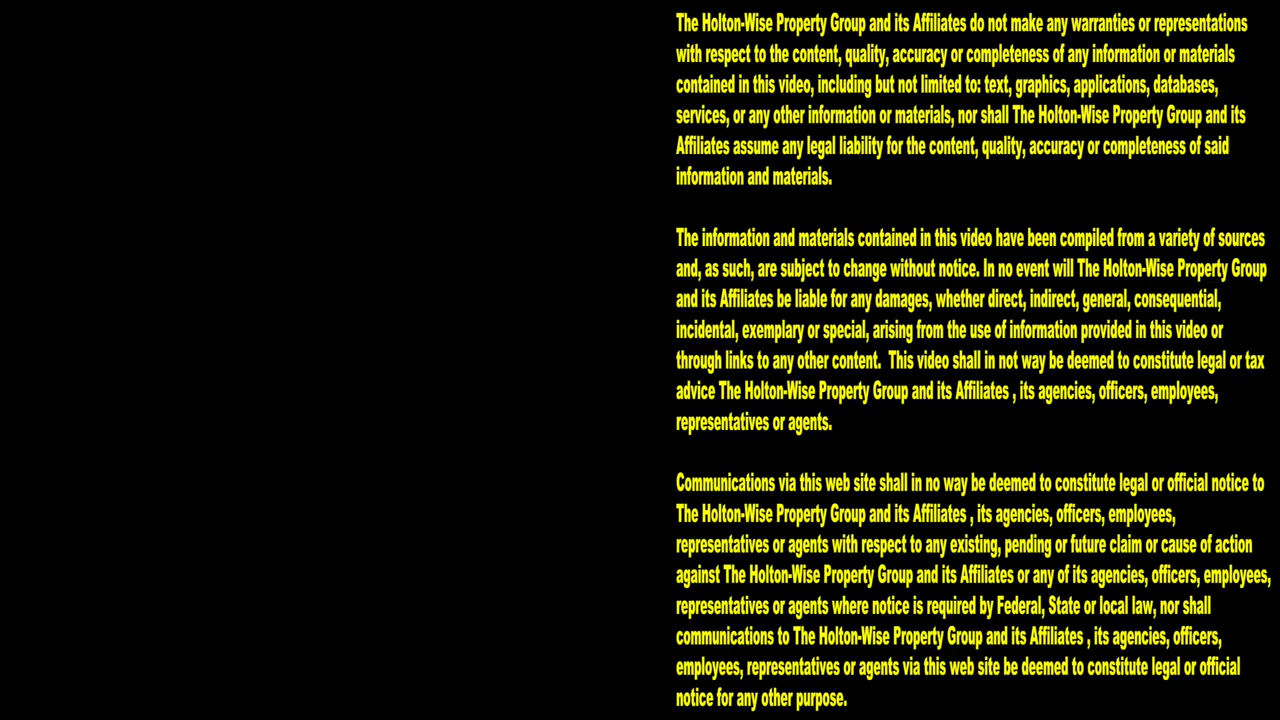 The Holton-Wise Property Group and its Affiliates do not make any warranties or representations
with respect to the content, quality, accuracy or completeness of any information or materials
contained in this video, including but not limited to: text, graphics, applications, databases,
services, or any other information or materials, nor shall The Holton-Wise Property Group and its
Affiliates assume any legal liability for the content, quality, accuracy or completeness of said
information and materials.
The information and materials contained in this video have been compiled from a variety of sources
and, as such, are subject to change without notice. In no event will The Holton-Wise Property Group
and its Affiliates be liable for any damages, whether direct, indirect, general, consequential,
incidental, exemplary or special, arising from the use of information provided in this video or
through links to any other content.  This video shall in not way be deemed to constitute legal or tax
advice The Holton-Wise Property Group and its Affiliates , its agencies, officers, employees,
representatives or agents.
Communications via this web site shall in no way be deemed to constitute legal or official notice to
The Holton-Wise Property Group and its Affiliates , its agencies, officers, employees,
representatives or agents with respect to any existing, pending or future claim or cause of action
against The Holton-Wise Property Group and its Affiliates or any of its agencies, officers, employees,
representatives or agents where notice is required by Federal, State or local law, nor shall
communications to The Holton-Wise Property Group and its Affiliates , its agencies, officers,
employees, representatives or agents via this web site be deemed to constitute legal or official
notice for any other purpose.